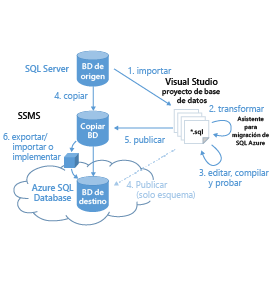 Visual Studio
proyecto de base
de datos
SQL Server
BD de
origen
1. importar
4. copiar
2. transformar
Asistente
para
migración de
SQL Azure
*.sql
SSMS
Copiar
BD
5. publicar
6. exportar/
importar o
implementar
3. editar, compilar
y probar
Azure SQL
Database
BD de
destino
4. Publicar
(solo esquema)